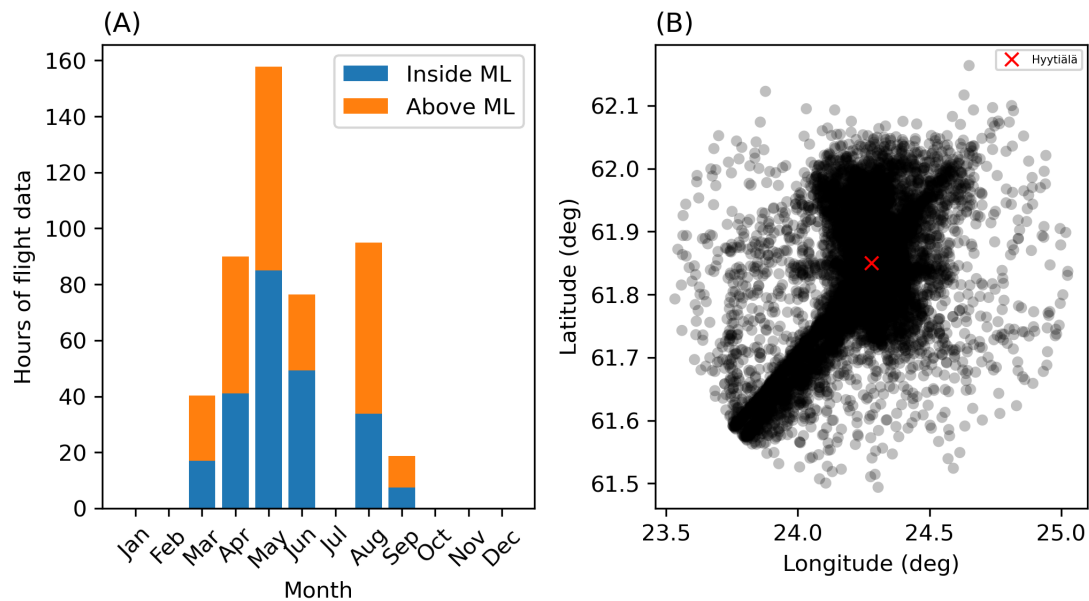 (A)
Hours of flight data
160
140
120
100
80
60
40
20
0
Inside ML
Above ML
Jan
Feb
Mar
Apr
May
Jun
Jul
Aug
Sep
Oct
Nov
Dec
Month
(B)
Latitude (deg)
62.1
62.0
61.9
61.8
61.7
61.6
61.5
Hyytiälä
23.5
24.0
24.5
25.0
Longitude (deg)